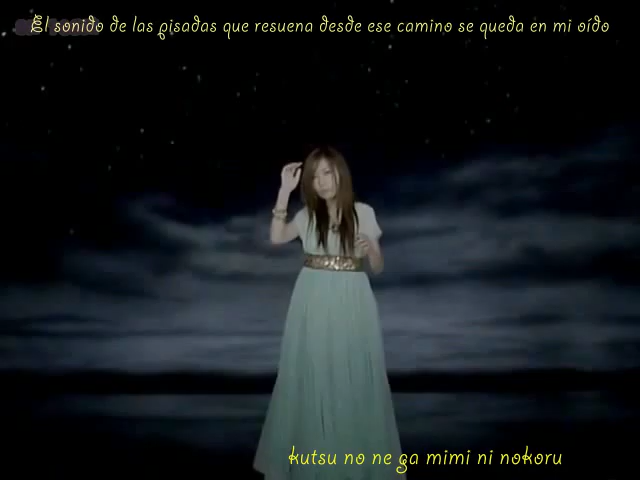 El sonido de las pisadas que resuena desde ese camino se queda en mi oído
kutsu no ne ga mimi ni nokoru